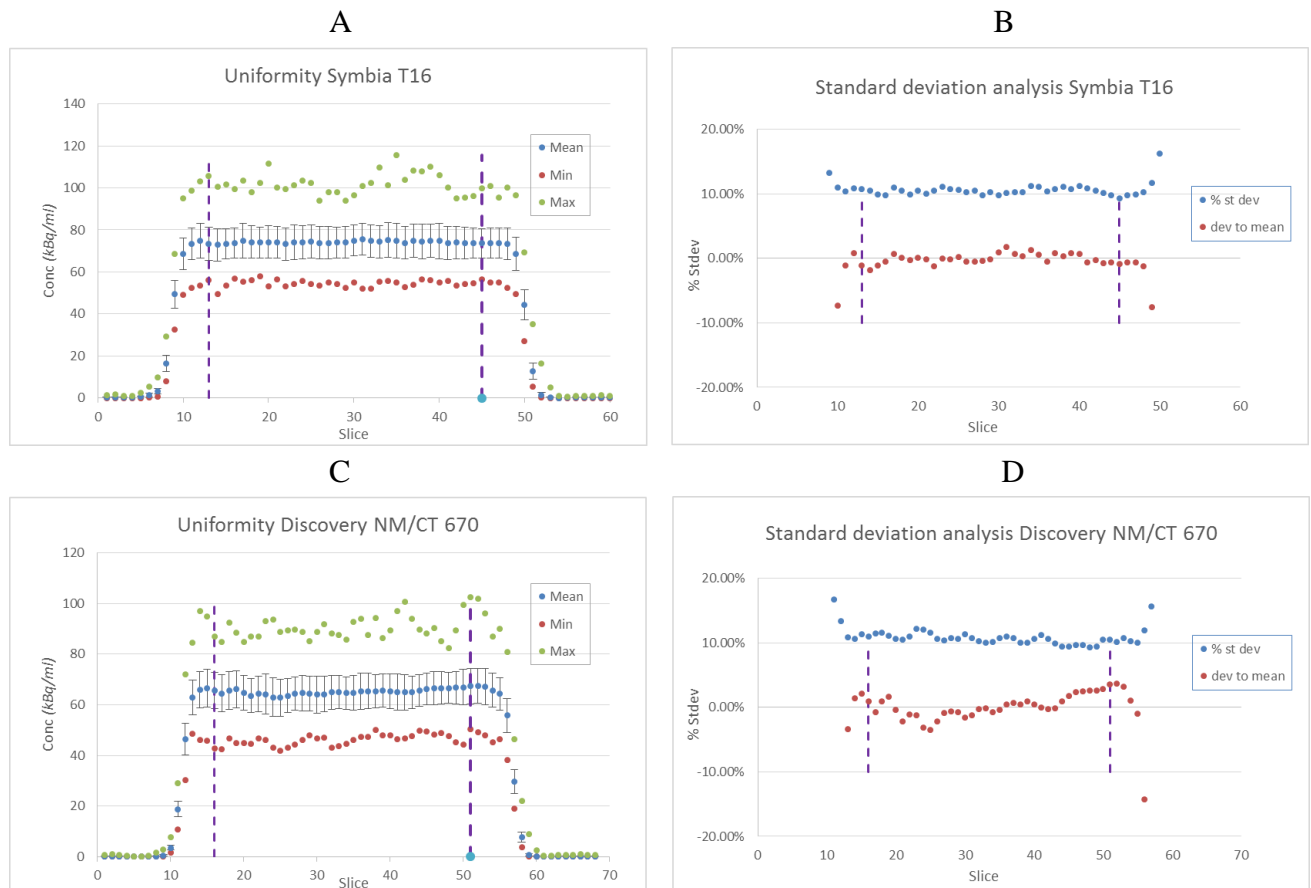 A
Uniformity Symbia T16
140
120
100
80
60
40
20
0
Conc (kBq/ml)
0 10 20 30 40 50 60
Slice
Mean
Min
Max
B
Standard deviation analysis Symbia T16
20.00%
10.00%
0.00%
-10.00%
-20.00%
% Stdev
0 10 20 30 40 50 60
Slice
% st dev
dev to mean
C
Uniformity Discovery NM/CT 670
120
100
80
60
40
20
0
Conc (kBq/ml)
0 10 20 30 40 50 60 70
Slice
Mean
Min
Max
D
Standard deviation analysis Discovery NM/CT 670
20.00%
10.00%
0.00%
-10.00%
-20.00%
% Stdev
0 10 20 30 40 50 60 70
Slice
% st dev
dev to mean